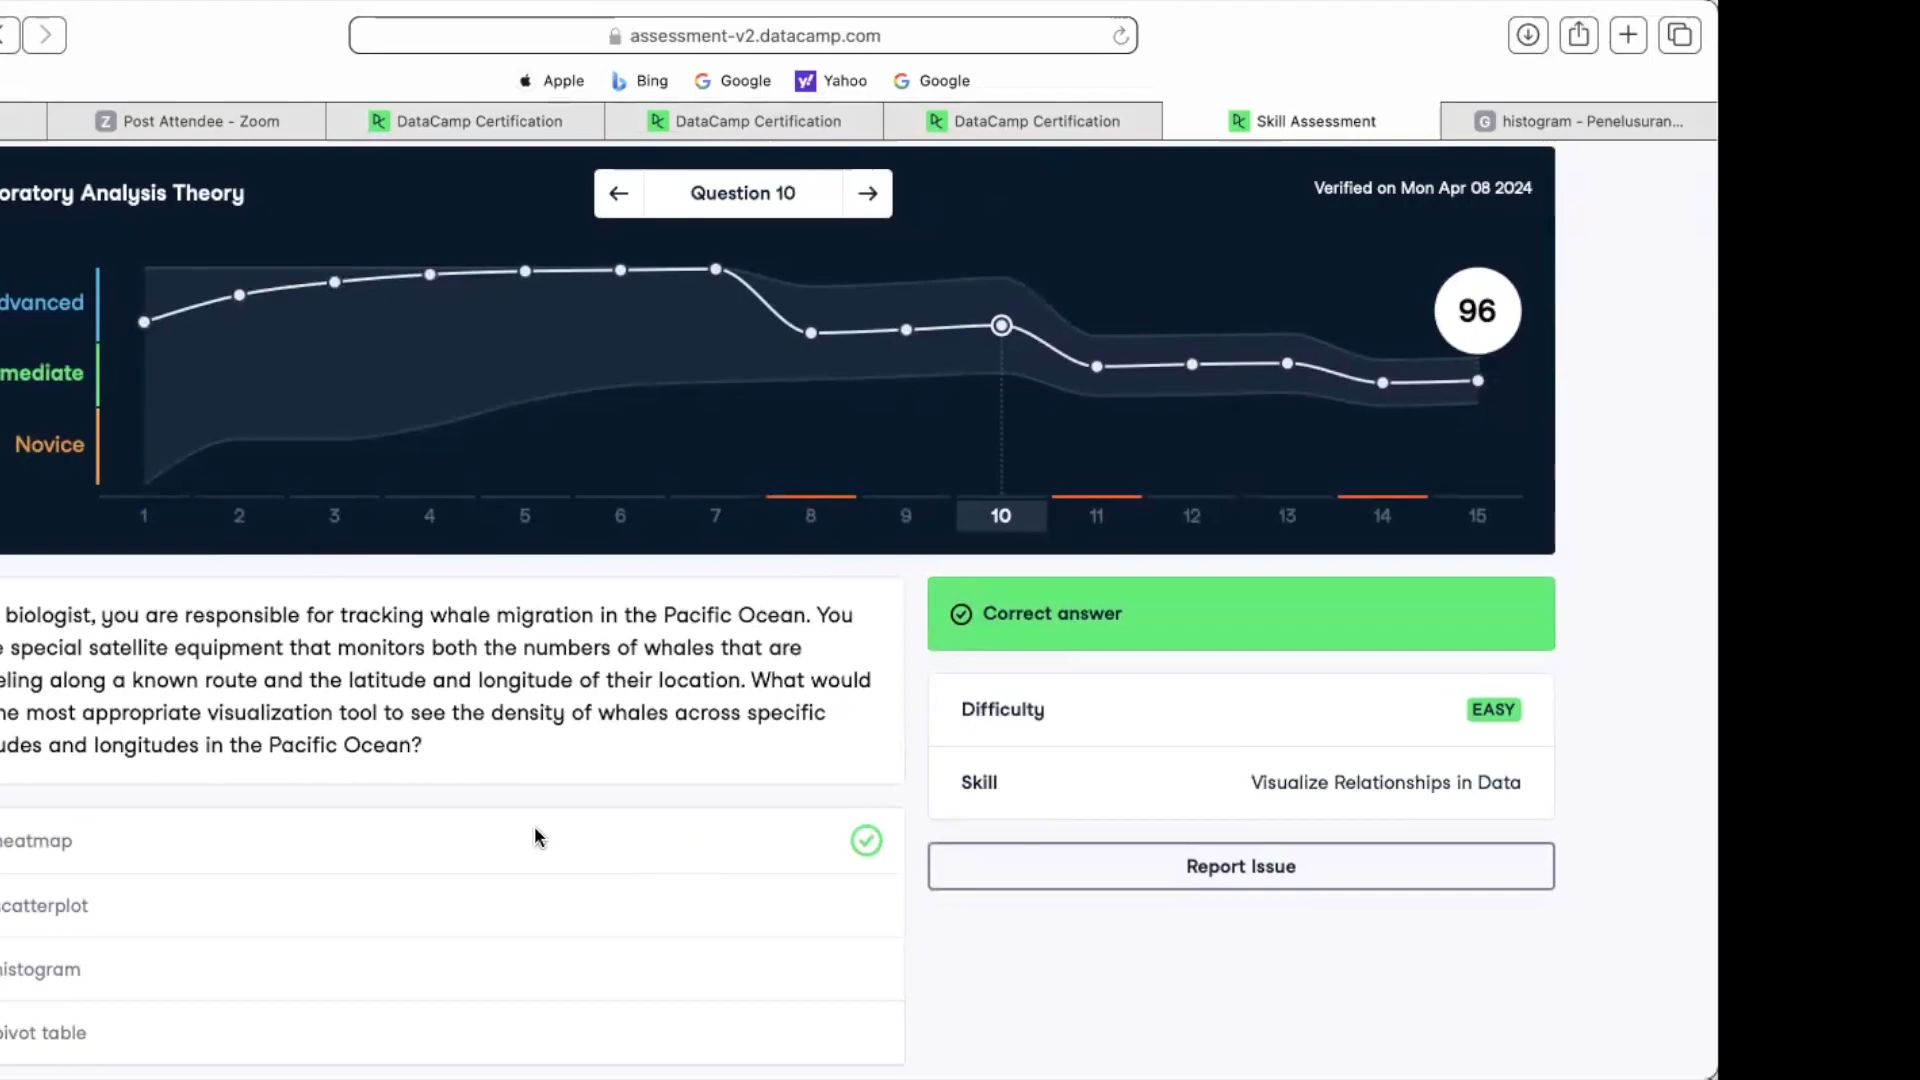 assessment-v2.datacamp.com
Apple Bing Google Yahoo Google
Post Attendee - Zoom DataCamp Certification DataCamp Certification DataCamp Certification Skill Assessment histogram - Penelusuran...
oratory Analysis Theory
Question 10
Verified on Mon Apr 08 2024
dvanced
mediate
Novice
96
1 2 3 4 5 6 7 8 9 10 11 12 13 14 15
biologist, you are responsible for tracking whale migration in the Pacific Ocean. You
e special satellite equipment that monitors both the numbers of whales that are
eling along a known route and the latitude and longitude of their location. What would
he most appropriate visualization tool to see the density of whales across specific
udes and longitudes in the Pacific Ocean?
heatmap
scatterplot
histogram
pivot table
Correct answer
Difficulty EASY
Skill Visualize Relationships in Data
Report Issue